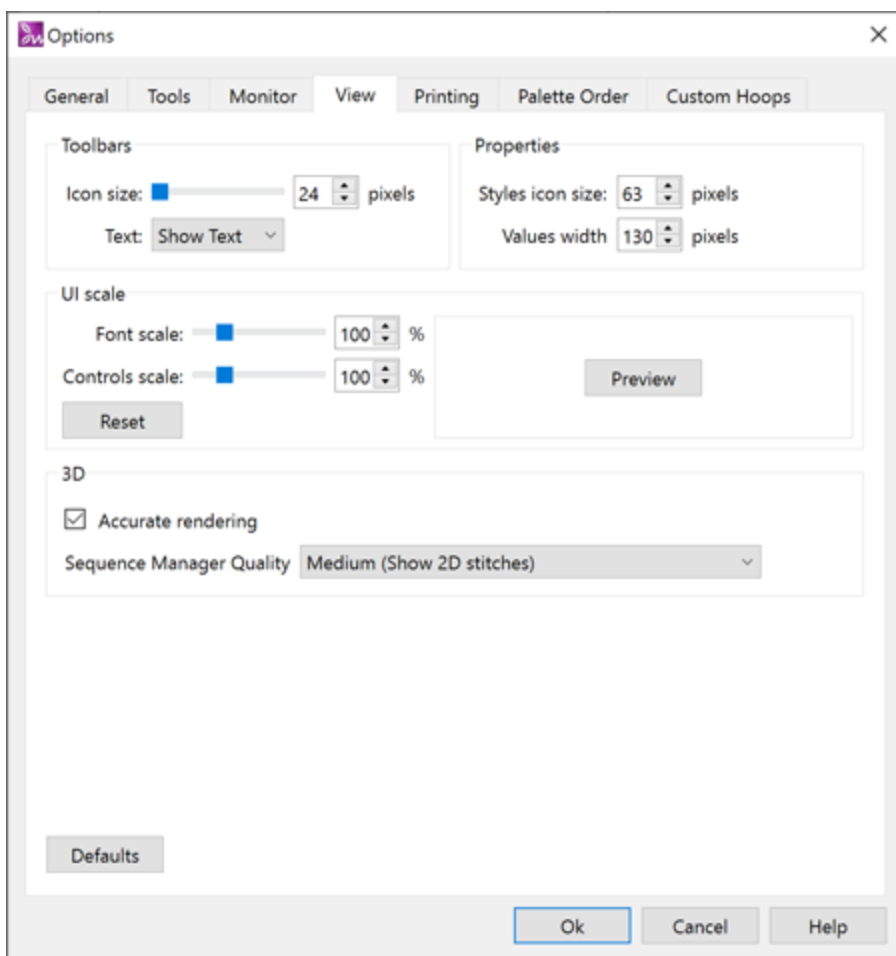 Options
General Tools Monitor View Printing Palette Order Custom Hoops
Toolbars
Icon size: 24 pixels
Text: Show Text
Properties
Styles icon size: 63 pixels
Values width 130 pixels
UI scale
Font scale: 100 %
Controls scale: 100 %
Reset
Preview
3D
Accurate rendering
Sequence Manager Quality Medium (Show 2D stitches)
Defaults
Ok Cancel Help